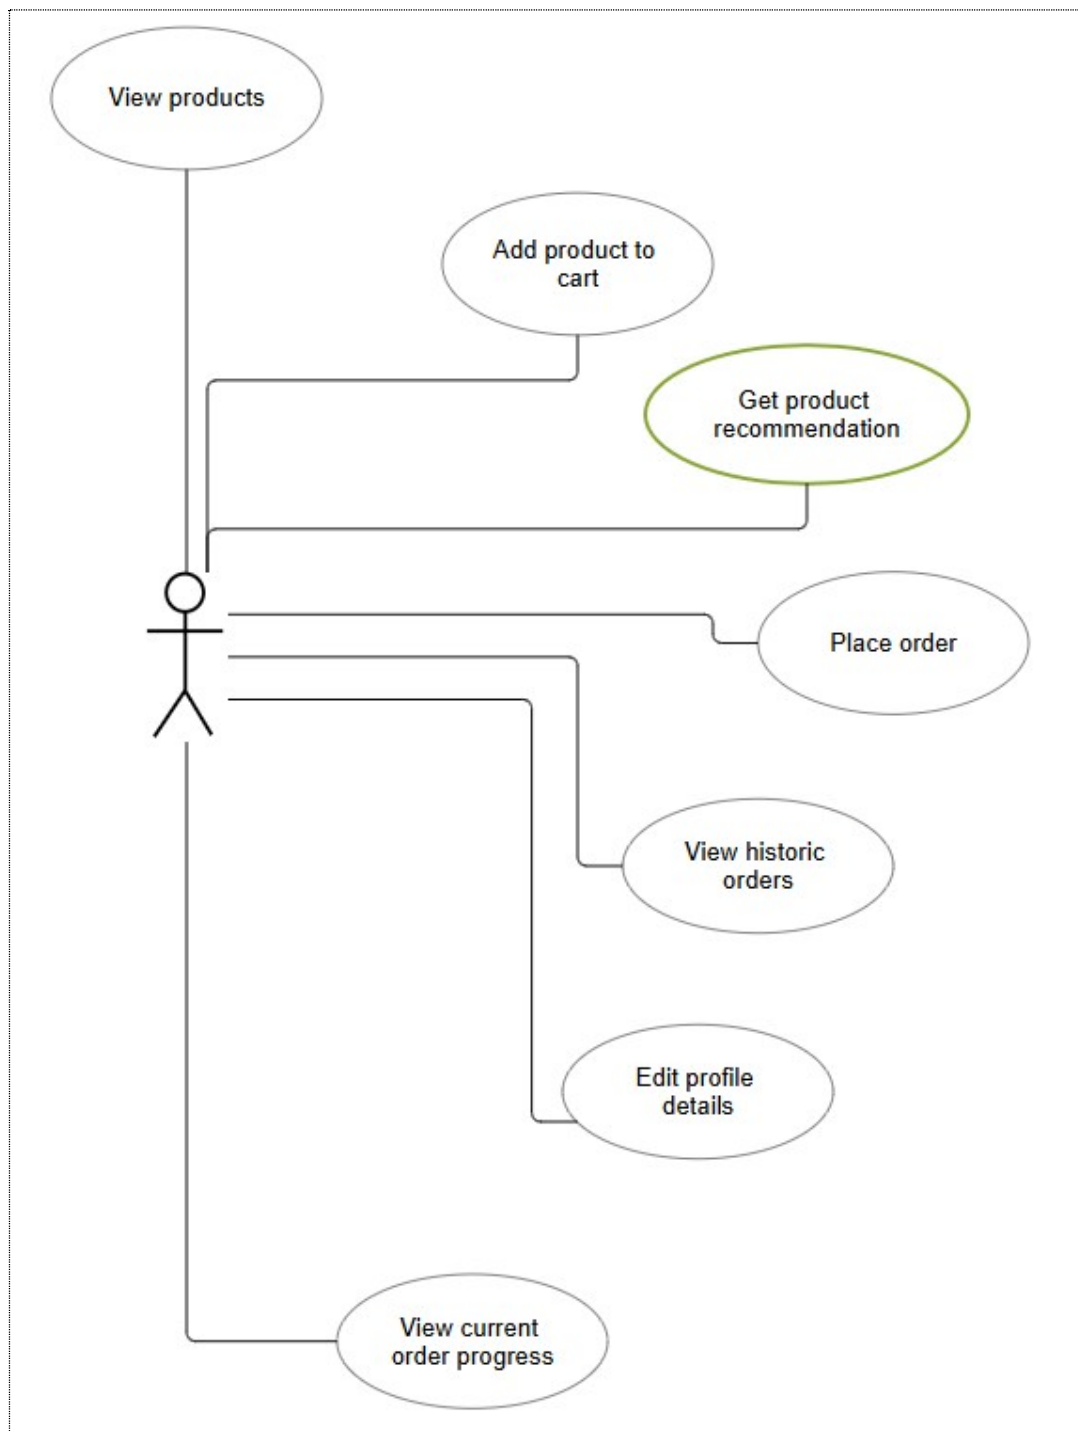 View products
Add product to
cart
Get product
recommendation
Place order
View historic
orders
Edit profile
details
View current
order progress